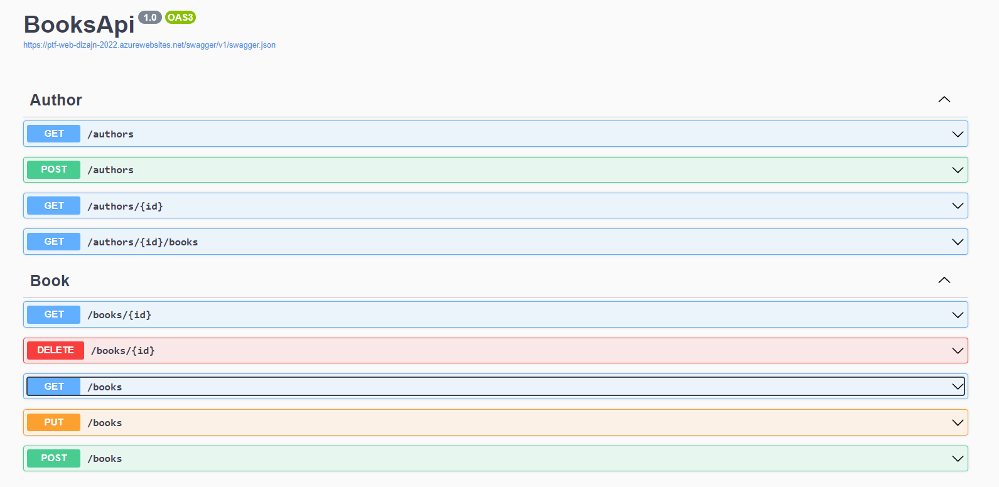 BooksApi 1.0 OAS3
https://ptf-web-dizajn-2022.azurewebsites.net/swagger/v1/swagger.json
Author
GET /authors
POST /authors
GET /authors/{id}
GET /authors/{id}/books
Book
GET /books/{id}
DELETE /books/{id}
GET /books
PUT /books
POST /books